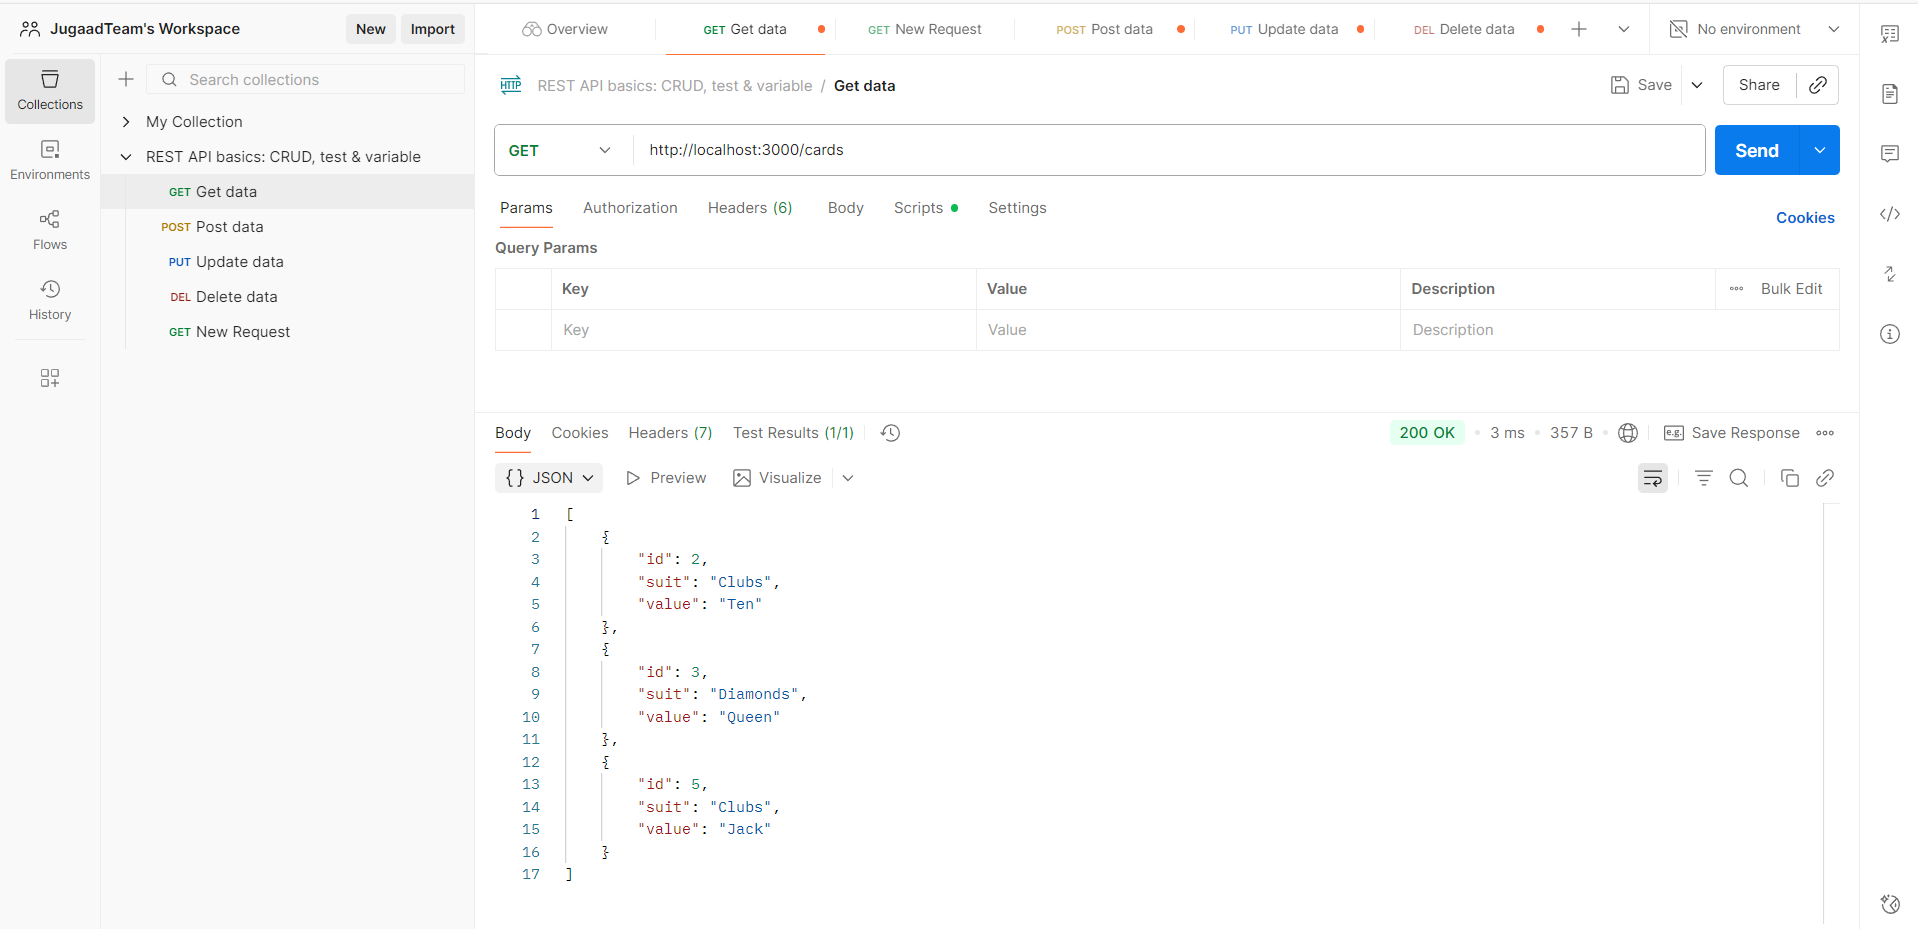 JugaadTeam's Workspace
New
Import
Overview
GET Get data
GET New Request
POST Post data
PUT Update data
DEL Delete data
No environment
Collections
Environments
Flows
History
Search collections
My Collection
REST API basics: CRUD, test & variable
GET Get data
POST Post data
PUT Update data
DEL Delete data
GET New Request
HTTP REST API basics: CRUD, test & variable / Get data
Save
Share
GET http://localhost:3000/cards
Send
Params Authorization Headers (6) Body Scripts Settings
Cookies
Query Params
Key Value Description Bulk Edit
Key Value Description
Body Cookies Headers (7) Test Results (1/1)
200 OK • 3 ms • 357 B •
e.g. Save Response
{} JSON Preview Visualize
1 [
2 {
3 "id": 2,
4 "suit": "Clubs",
5 "value": "Ten"
6 },
7 {
8 "id": 3,
9 "suit": "Diamonds",
10 "value": "Queen"
11 },
12 {
13 "id": 5,
14 "suit": "Clubs",
15 "value": "Jack"
16 }
17 ]